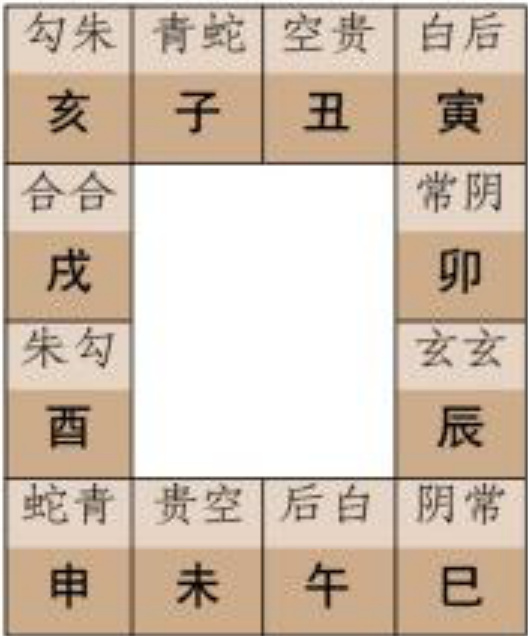 勾朱 青蛇 空贵 白后
亥 子 丑 寅
合合 常阴
戌 卯
朱勾 玄玄
酉 辰
蛇青 贵空 后白 阴常
申 未 午 巳